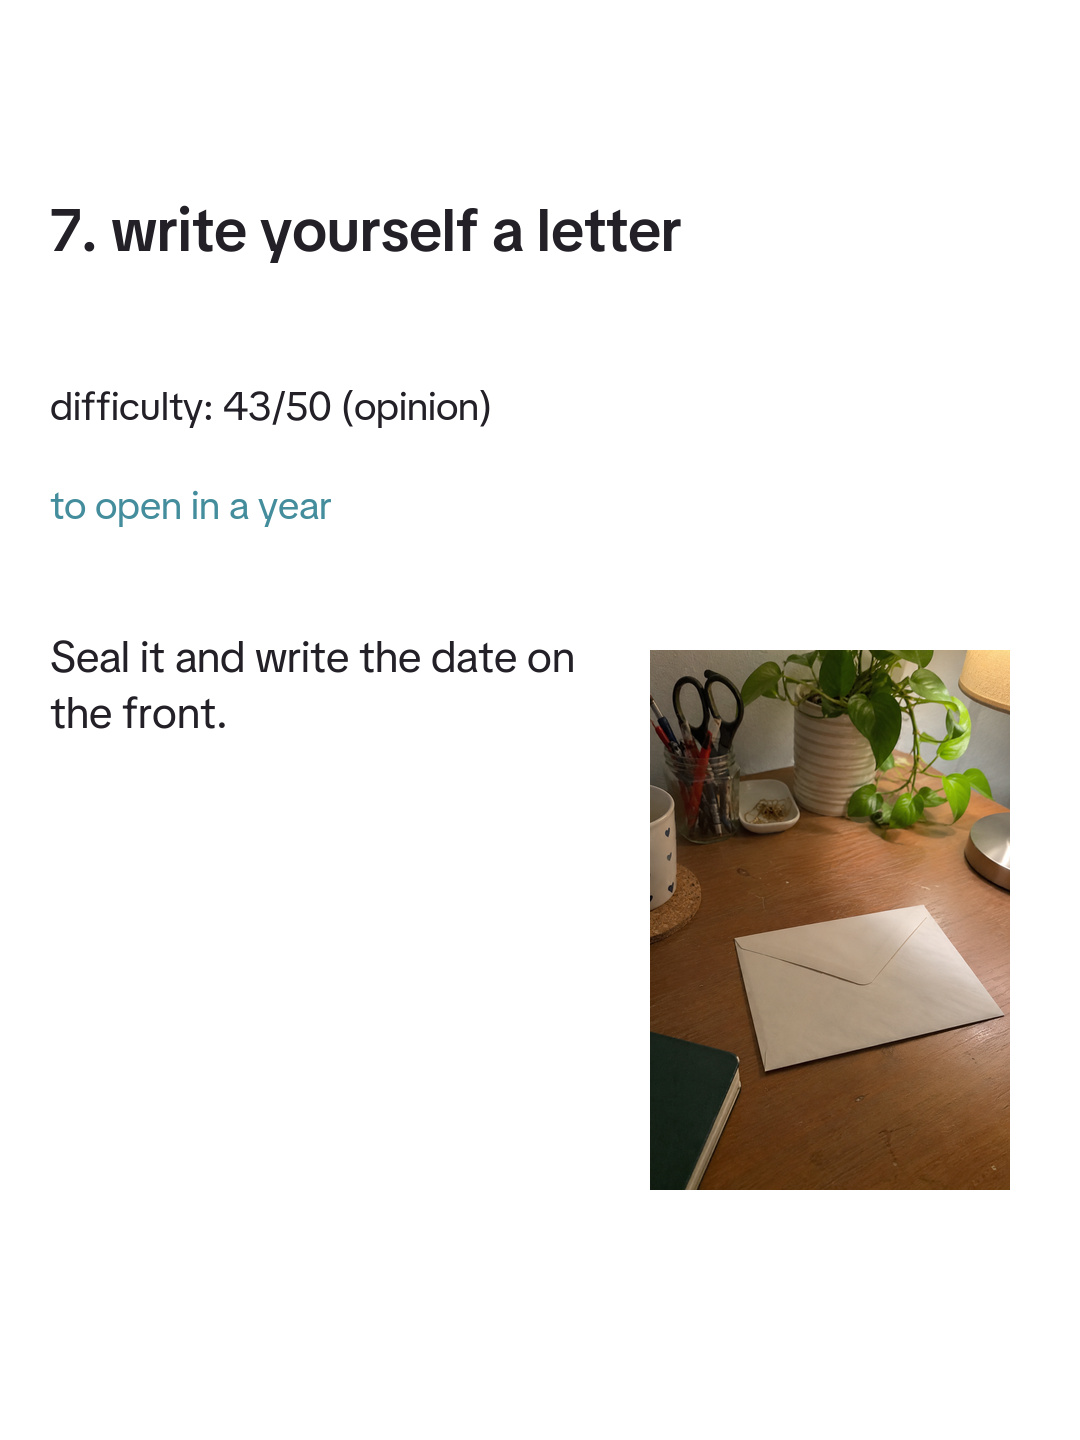 7. write yourself a letter
difficulty: 43/50 (opinion)
to open in a year
Seal it and write the date on
the front.